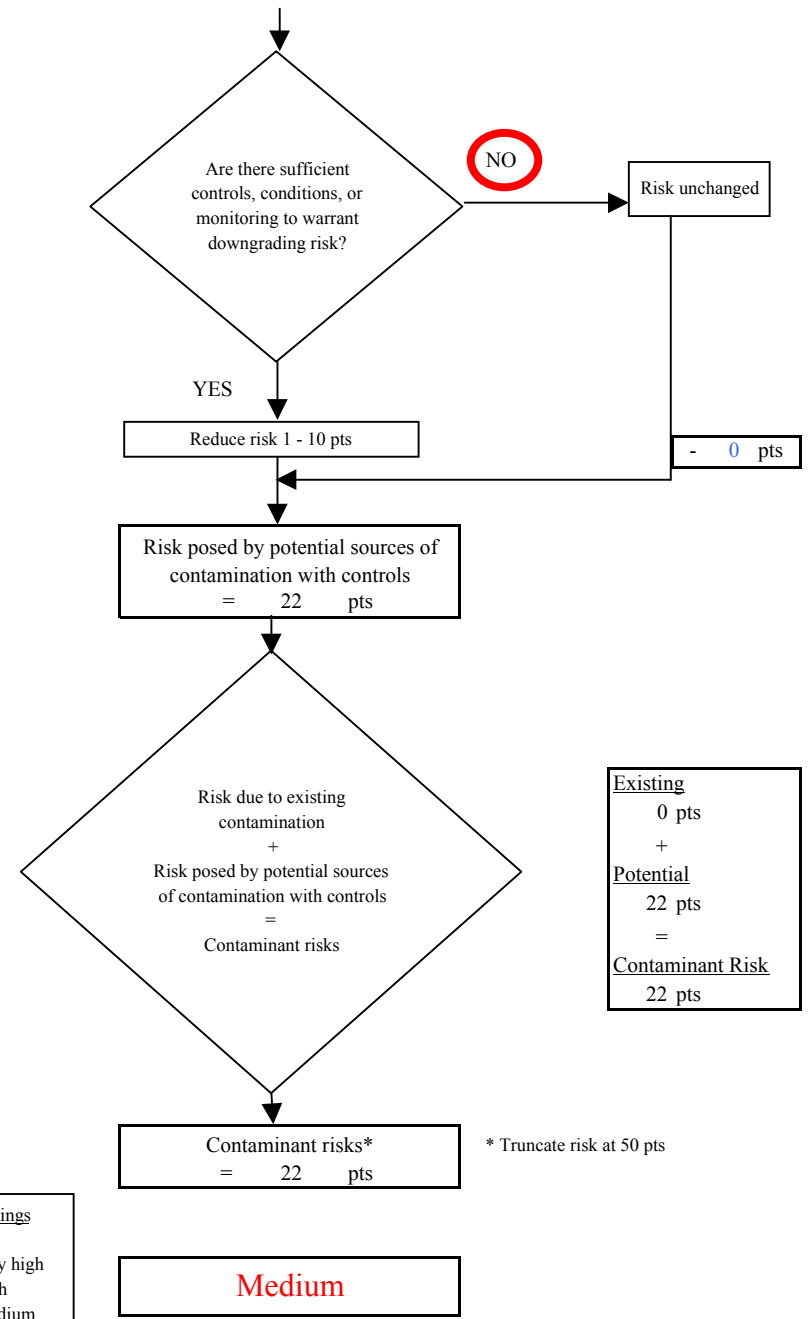 Are there sufficient
controls, conditions, or
monitoring to warrant
downgrading risk?
NO
Risk unchanged
YES
Reduce risk 1 - 10 pts
- 0 pts
Risk posed by potential sources of
contamination with controls
= 22 pts
Risk due to existing
contamination
+
Risk posed by potential sources
of contamination with controls
=
Contaminant risks
Existing
0 pts
+
Potential
22 pts
=
Contaminant Risk
22 pts
Contaminant risks*
= 22 pts
* Truncate risk at 50 pts
high
Medium